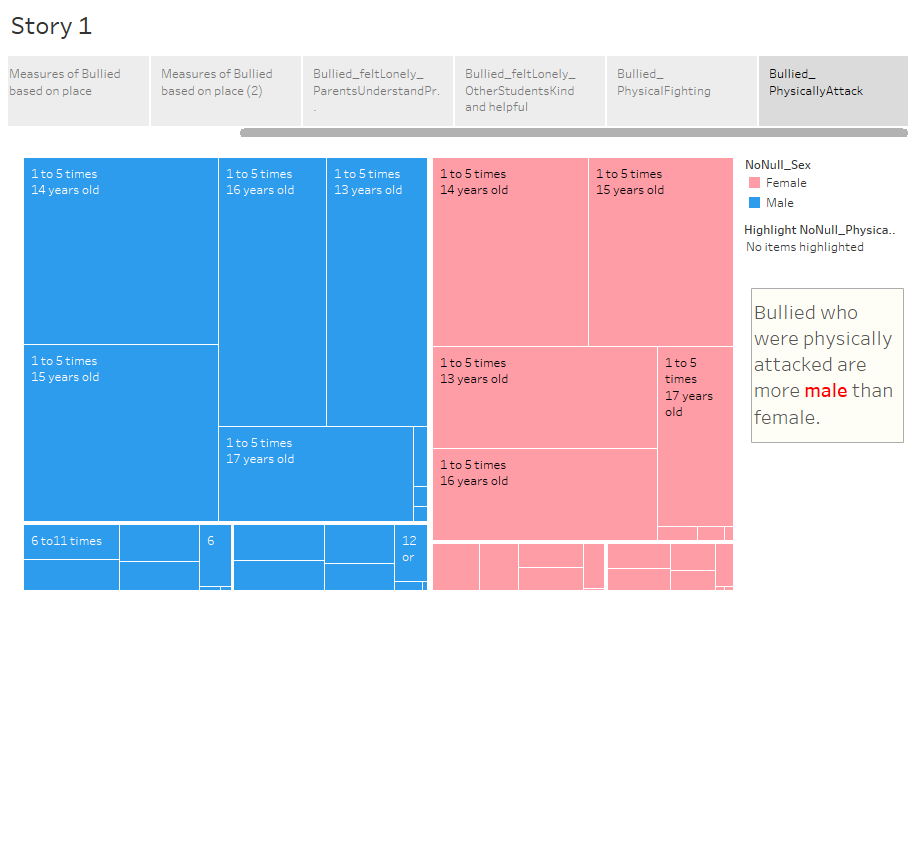 Story 1
Measures of Bullied
based on place
Measures of Bullied
based on place (2)
Bullied_feltLonely_
ParentsUnderstandPr.
.
Bullied_feltLonely_
OtherStudentsKind
and helpful
Bullied_
PhysicalFighting
Bullied_
PhysicallyAttack
1 to 5 times
14 years old
1 to 5 times
16 years old
1 to 5 times
13 years old
1 to 5 times
15 years old
1 to 5 times
17 years old
6 to11 times
6
12
or
1 to 5 times
14 years old
1 to 5 times
15 years old
1 to 5 times
13 years old
1 to 5
times
17 years
old
1 to 5 times
16 years old
NoNull_Sex
Female
Male
Highlight NoNull_Physica..
No items highlighted
Bullied who
were physically
attacked are
more male than
female.